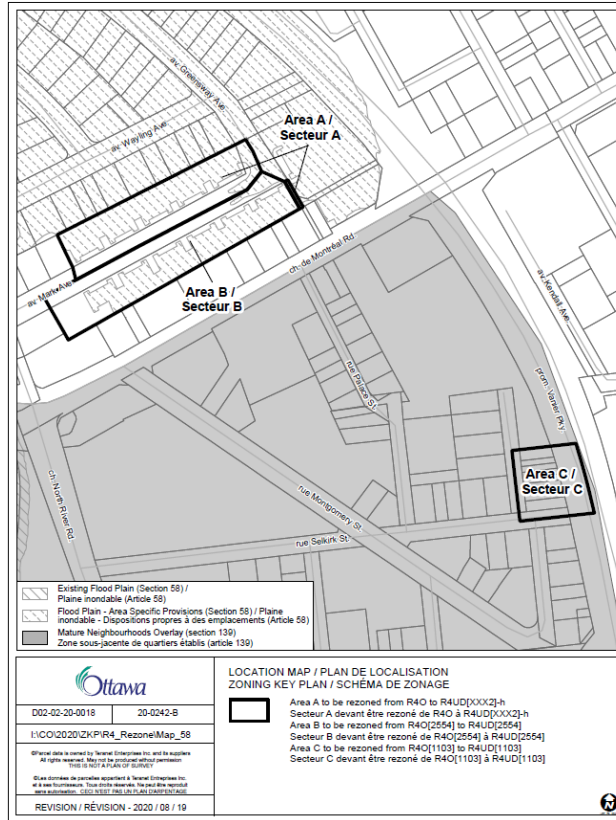 av. Greensway Ave
av. Wayling Ave
Area A /
Secteur A
ch. de Montréal Rd
av. Mark Ave
Area B /
Secteur B
av. Kendall Ave
rue Palace St.
prom. Vanier Pky
Area C /
Secteur C
ch. North River Rd
rue Montgomery St.
rue Selkirk St.
Existing Flood Plain (Section 58) /
Plaine inondable (Article 58)
Flood Plain - Area Specific Provisions (Section 58) / Plaine
inondable - Dispositions propres à des emplacements (Article 58)
Mature Neighbourhoods Overlay (section 139)
Zone sous-jacente de quartiers établis (article 139)
Ottawa
D02-02-20-0018 20-0242-B
I:\CO\2020\ZKP\R4_Rezone\Map_58
©Parcel data is owned by Teranet Enterprises Inc. and its suppliers
All rights reserved. May not be produced without permission
THIS IS NOT A PLAN OF SURVEY
©Les données de parcelles appartient à Teranet Entreprises Inc.
et à ses fournisseurs. Tous droits réservés. Ne peut être reproduit
sans autorisation. CECI N'EST PAS UN PLAN D'ARPENTAGE
REVISION / RÉVISION - 2020 / 08 / 19
LOCATION MAP / PLAN DE LOCALISATION
ZONING KEY PLAN / SCHÉMA DE ZONAGE
Area A to be rezoned from R4O to R4UD[XXX2]-h
Secteur A devant être rezoné de R4O à R4UD[XXX2]-h
Area B to be rezoned from R4O[2554] to R4UD[2554]
Secteur B devant être rezoné de R4O[2554] à R4UD[2554]
Area C to be rezoned from R4O[1103] to R4UD[1103]
Secteur C devant être rezoné de R4O[1103] à R4UD[1103]